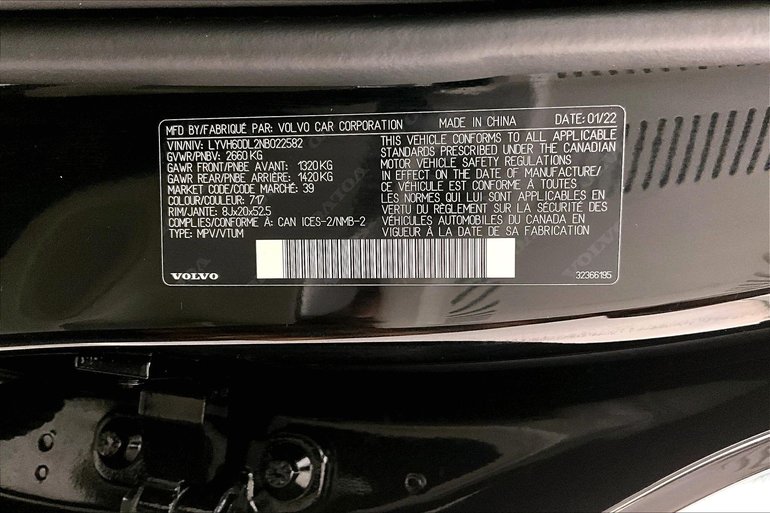 MFD BY/FABRIQUÉ PAR: VOLVO CAR CORPORATION MADE IN CHINA DATE: 01/22
VIN/NIV: LYVH60DL2NB022582
GVWR/PNBV: 2660 KG
GAWR FRONT/PNBE AVANT: 1320 KG
GAWR REAR/PNBE ARRIÈRE: 1420 KG
MARKET CODE/CODE MARCHÉ: 39
COLOUR/COULEUR: 717
RIM/JANTE: 8Jx20x52.5
COMPLIES/CONFORME À: CAN ICES-2/NMB-2
TYPE: MPV/VTUM
THIS VEHICLE CONFORMS TO ALL APPLICABLE
STANDARDS PRESCRIBED UNDER THE CANADIAN
MOTOR VEHICLE SAFETY REGULATIONS
IN EFFECT ON THE DATE OF MANUFACTURE/
CE VÉHICULE EST CONFORME À TOUTES
LES NORMES QUI LUI SONT APPLICABLES EN
VERTU DU RÈGLEMENT SUR LA SÉCURITÉ DES
VÉHICULES AUTOMOBILES DU CANADA EN
VIGUEUR À LA DATE DE SA FABRICATION
VOLVO
32366195